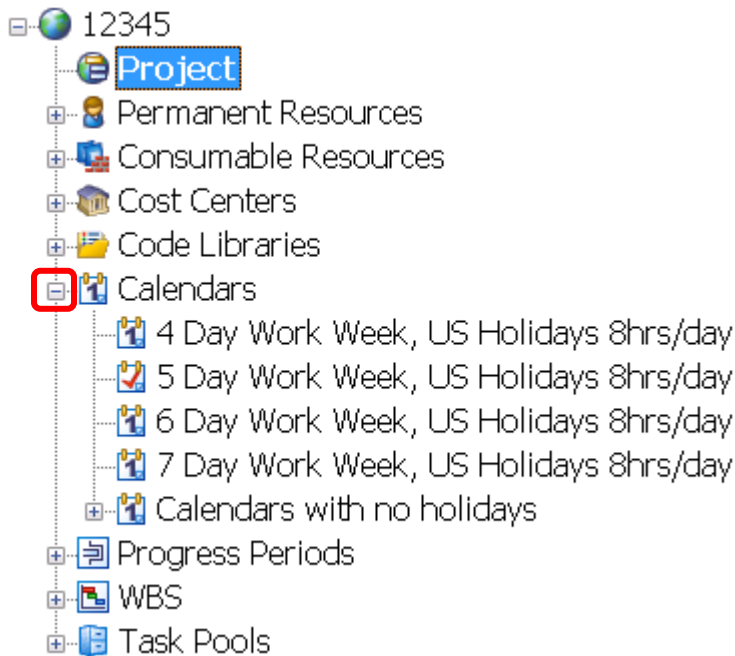 12345
Project
Permanent Resources
Consumable Resources
Cost Centers
Code Libraries
Calendars
4 Day Work Week, US Holidays 8hrs/day
5 Day Work Week, US Holidays 8hrs/day
6 Day Work Week, US Holidays 8hrs/day
7 Day Work Week, US Holidays 8hrs/day
Calendars with no holidays
Progress Periods
WBS
Task Pools